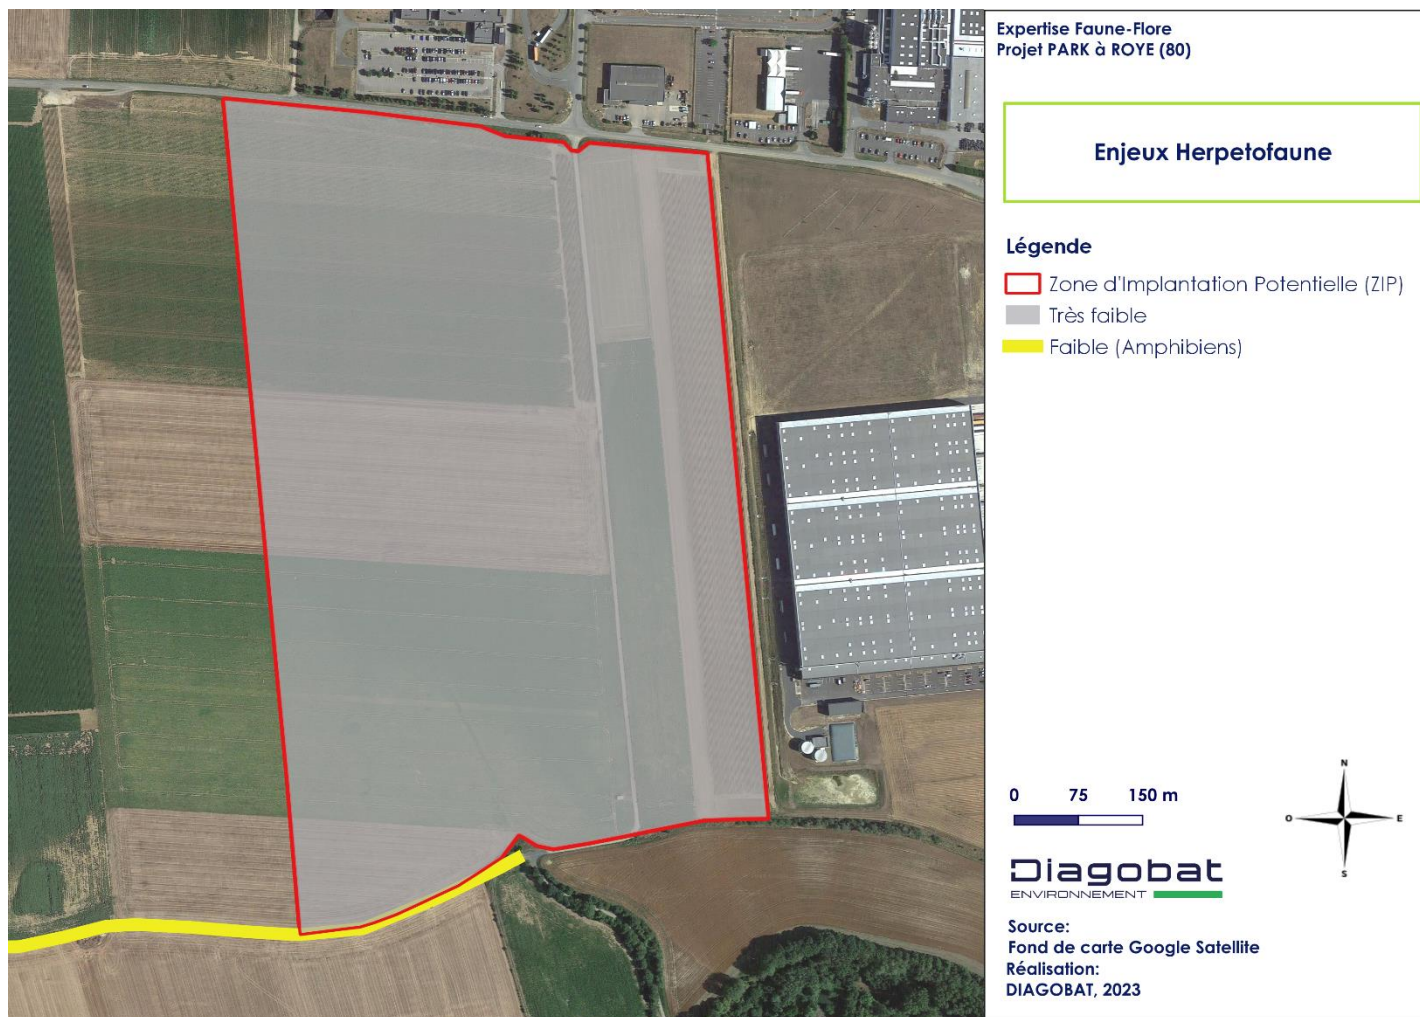 Expertise Faune-Flore
Projet PARK à ROYE (80)
Enjeux Herpetofaune
Légende
Zone d'Implantation Potentielle (ZIP)
Très faible
Faible (Amphibiens)
0 75 150 m
N
O E
S
Diagobat
ENVIRONNEMENT
Source:
Fond de carte Google Satellite
Réalisation:
DIAGOBAT, 2023